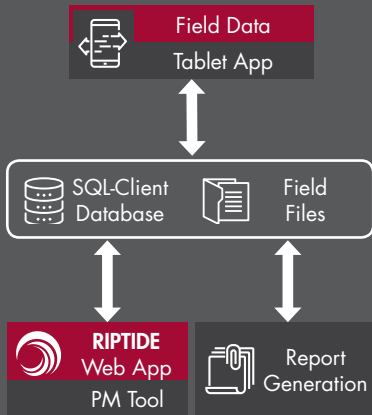 Field Data
Tablet App
SQL-Client
Database
Field
Files
RIPTIDE
Web App
PM Tool
Report
Generation